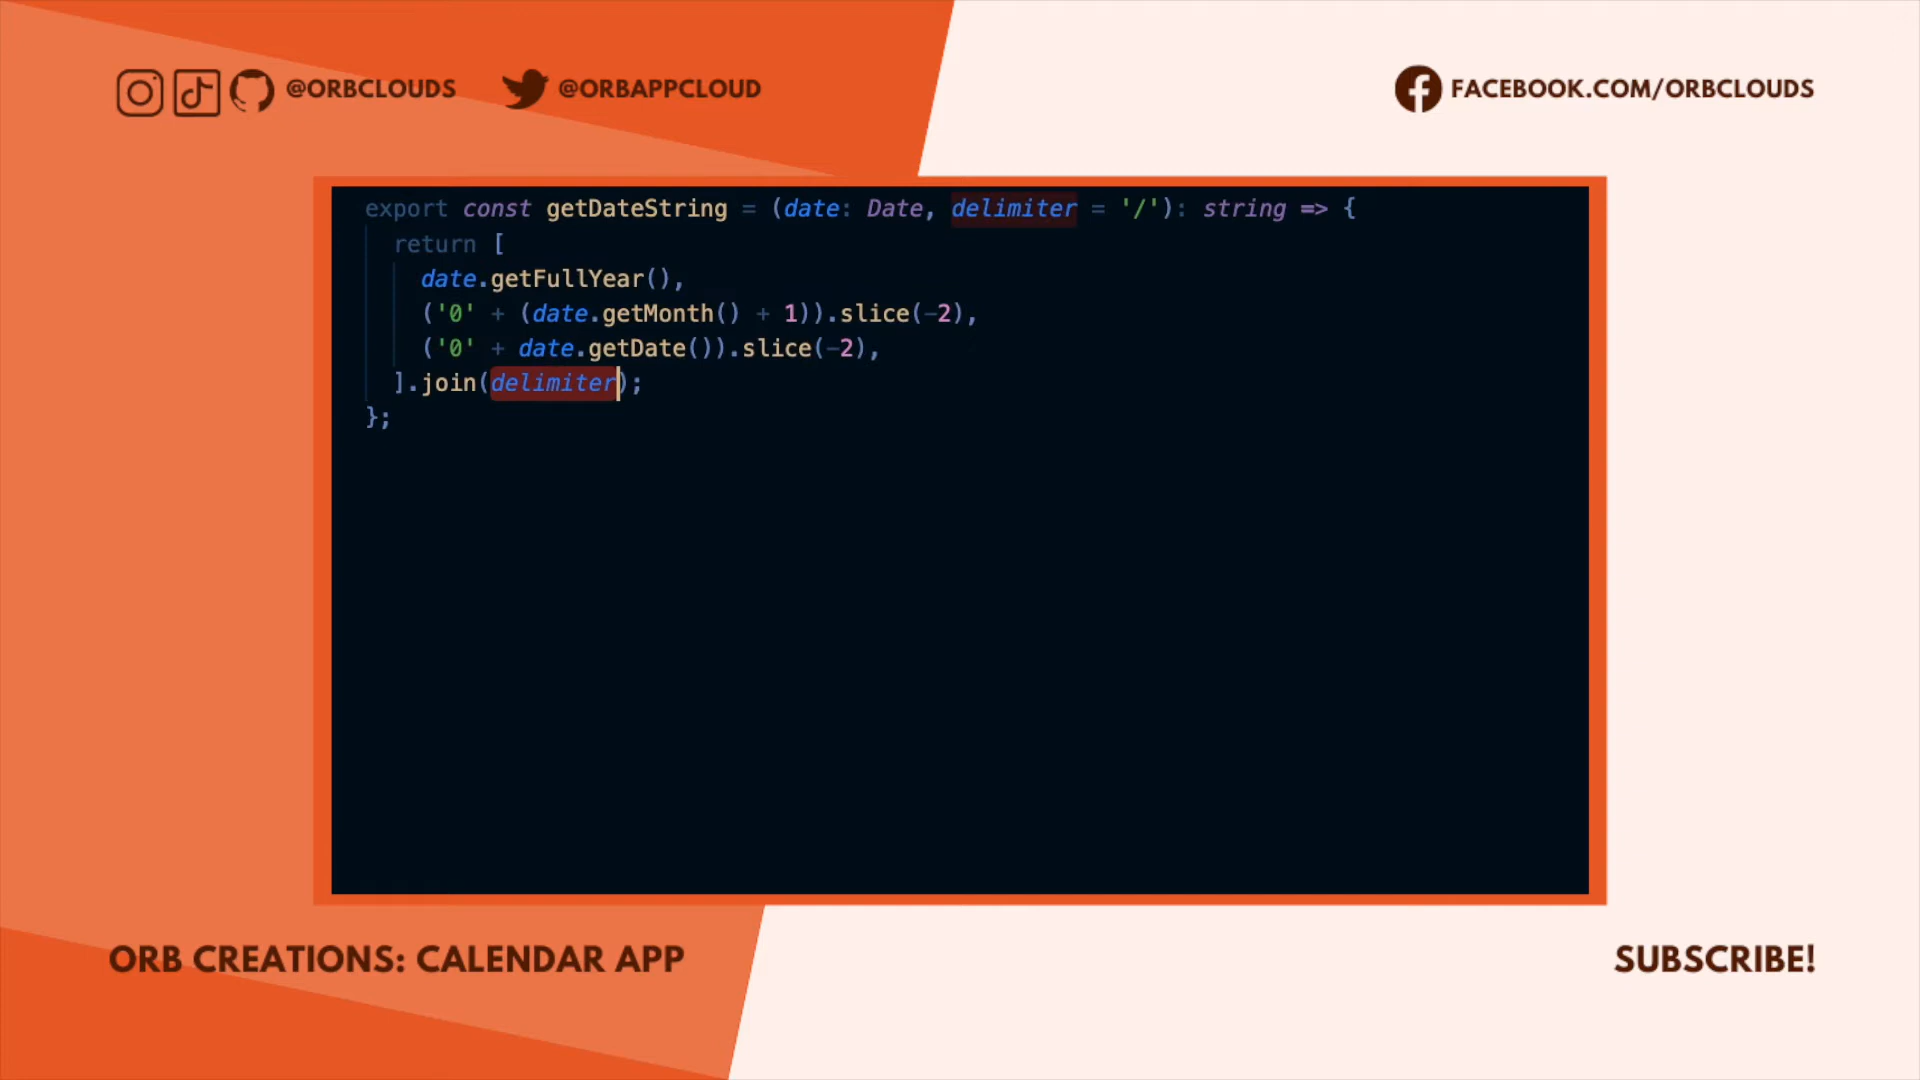 @ORBCLOUDS @ORBAPPCLOUD FACEBOOK.COM/ORBCLOUDS
export const getDateString = (date: Date, delimiter = '/'): string => {
  return [
    date.getFullYear(),
    ('0' + (date.getMonth() + 1)).slice(-2),
    ('0' + date.getDate()).slice(-2),
  ].join(delimiter);
};
ORB CREATIONS: CALENDAR APP SUBSCRIBE!